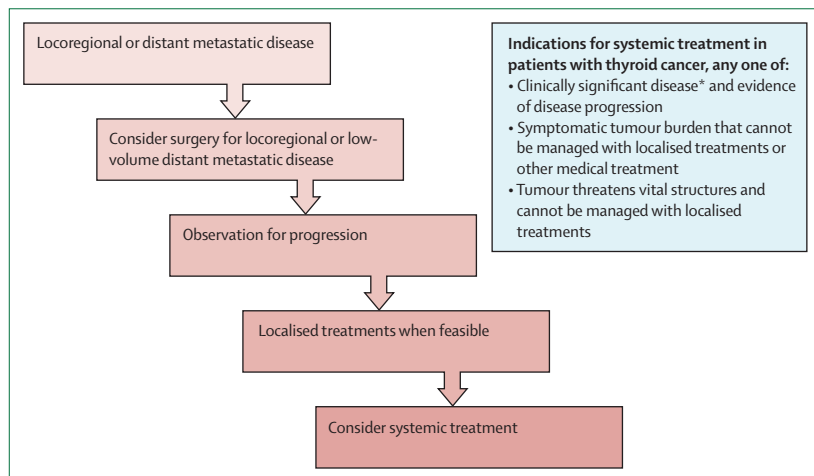 Locoregional or distant metastatic disease
Consider surgery for locoregional or low-
volume distant metastatic disease
Observation for progression
Localised treatments when feasible
Consider systemic treatment
Indications for systemic treatment in
patients with thyroid cancer, any one of:
• Clinically significant disease* and evidence
of disease progression
• Symptomatic tumour burden that cannot
be managed with localised treatments or
other medical treatment
• Tumour threatens vital structures and
cannot be managed with localised
treatments